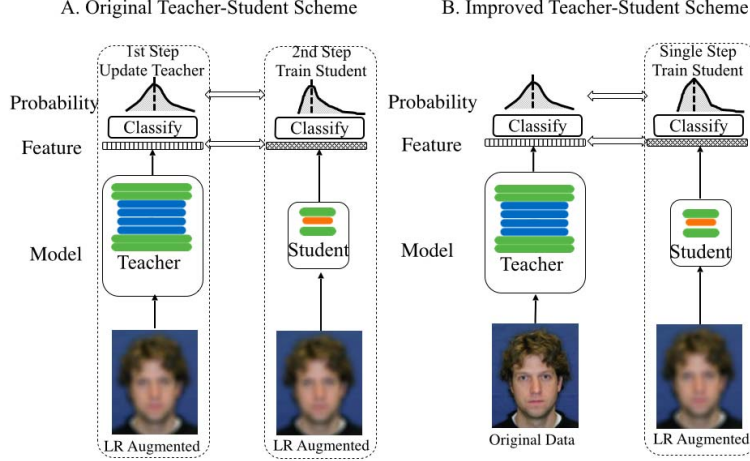 A. Original Teacher-Student Scheme
B. Improved Teacher-Student Scheme
1st Step
Update Teacher
2nd Step
Train Student
Single Step
Train Student
Probability
Classify
Classify
Probability
Classify
Classify
Feature
Feature
Model
Teacher
Student
Model
Teacher
Student
LR Augmented
LR Augmented
Original Data
LR Augmented